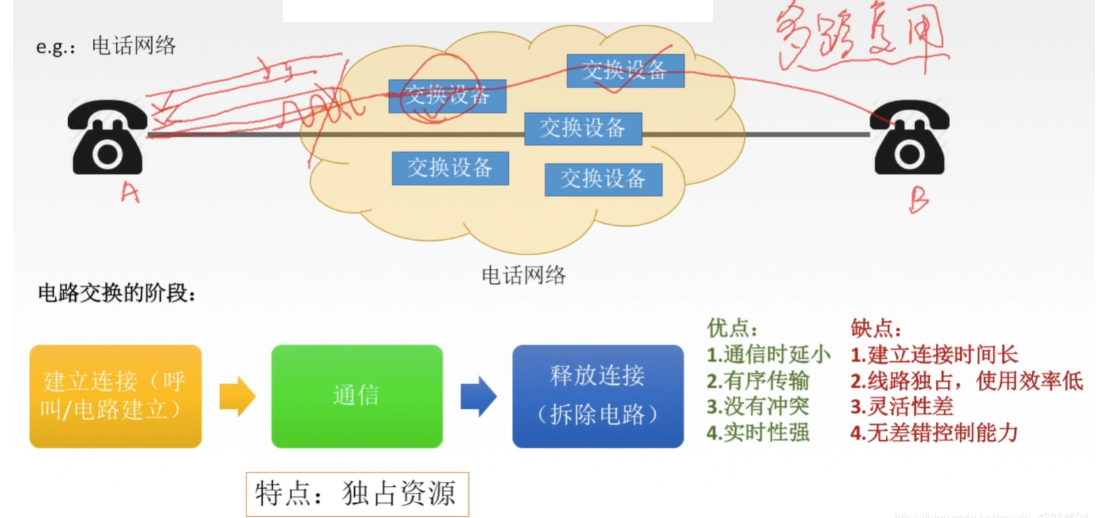 多路复用
e.g.：电话网络
交换设备
交换设备
交换设备
交换设备
交换设备
A
B
电话网络
电路交换的阶段：
建立连接（呼
叫/电路建立）
通信
释放连接
（拆除电路）
优点：
1.通信时延小
2.有序传输
3.没有冲突
4.实时性强
缺点：
1.建立连接时间长
2.线路独占，使用效率低
3.灵活性差
4.无差错控制能力
特点：独占资源